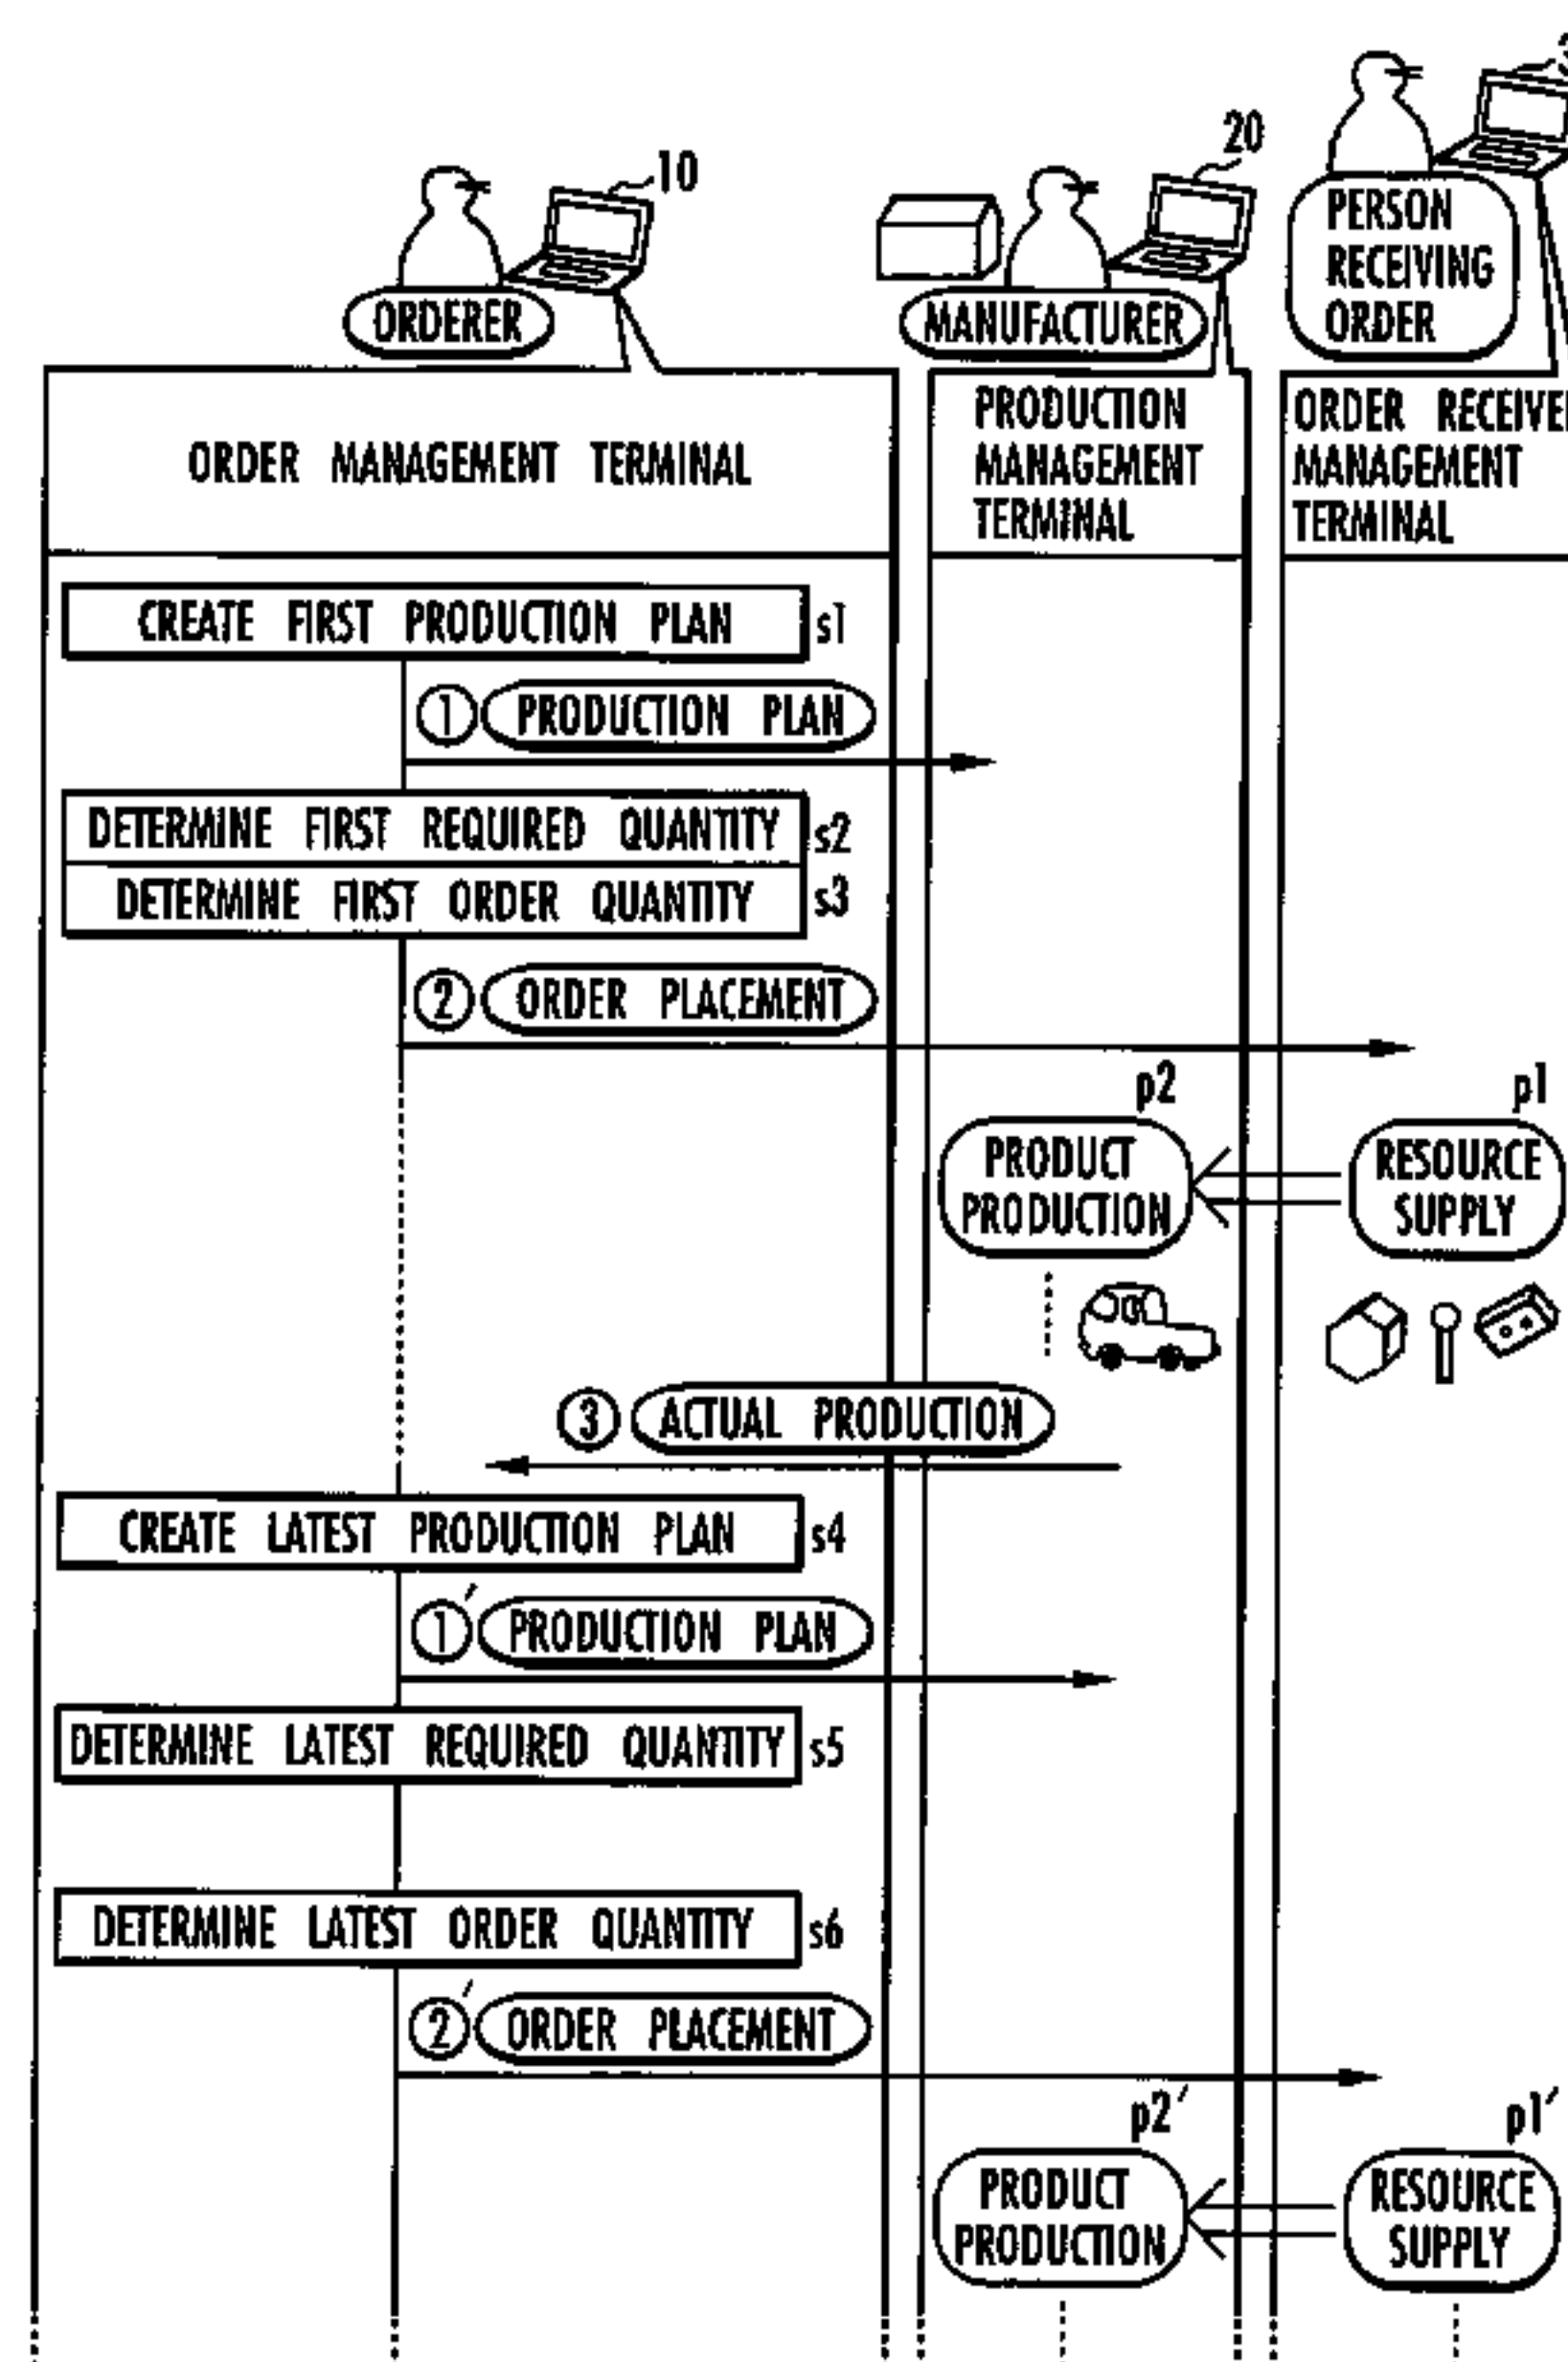 10
20
ORDERER
MANUFACTURER
PERSON
RECEIVING
ORDER
ORDER MANAGEMENT TERMINAL
PRODUCTION
MANAGEMENT
TERMINAL
ORDER
MANAGEMENT
TERMINAL
CREATE FIRST PRODUCTION PLAN s1
1 PRODUCTION PLAN
DETERMINE FIRST REQUIRED QUANTITY s2
DETERMINE FIRST ORDER QUANTITY s3
2 ORDER PLACEMENT
p2
p1
PRODUCT
PRODUCTION
RESOURCE
SUPPLY
3 ACTUAL PRODUCTION
CREATE LATEST PRODUCTION PLAN s4
1′ PRODUCTION PLAN
DETERMINE LATEST REQUIRED QUANTITY s5
DETERMINE LATEST ORDER QUANTITY s6
2′ ORDER PLACEMENT
p2′
p1′
PRODUCT
PRODUCTION
RESOURCE
SUPPLY